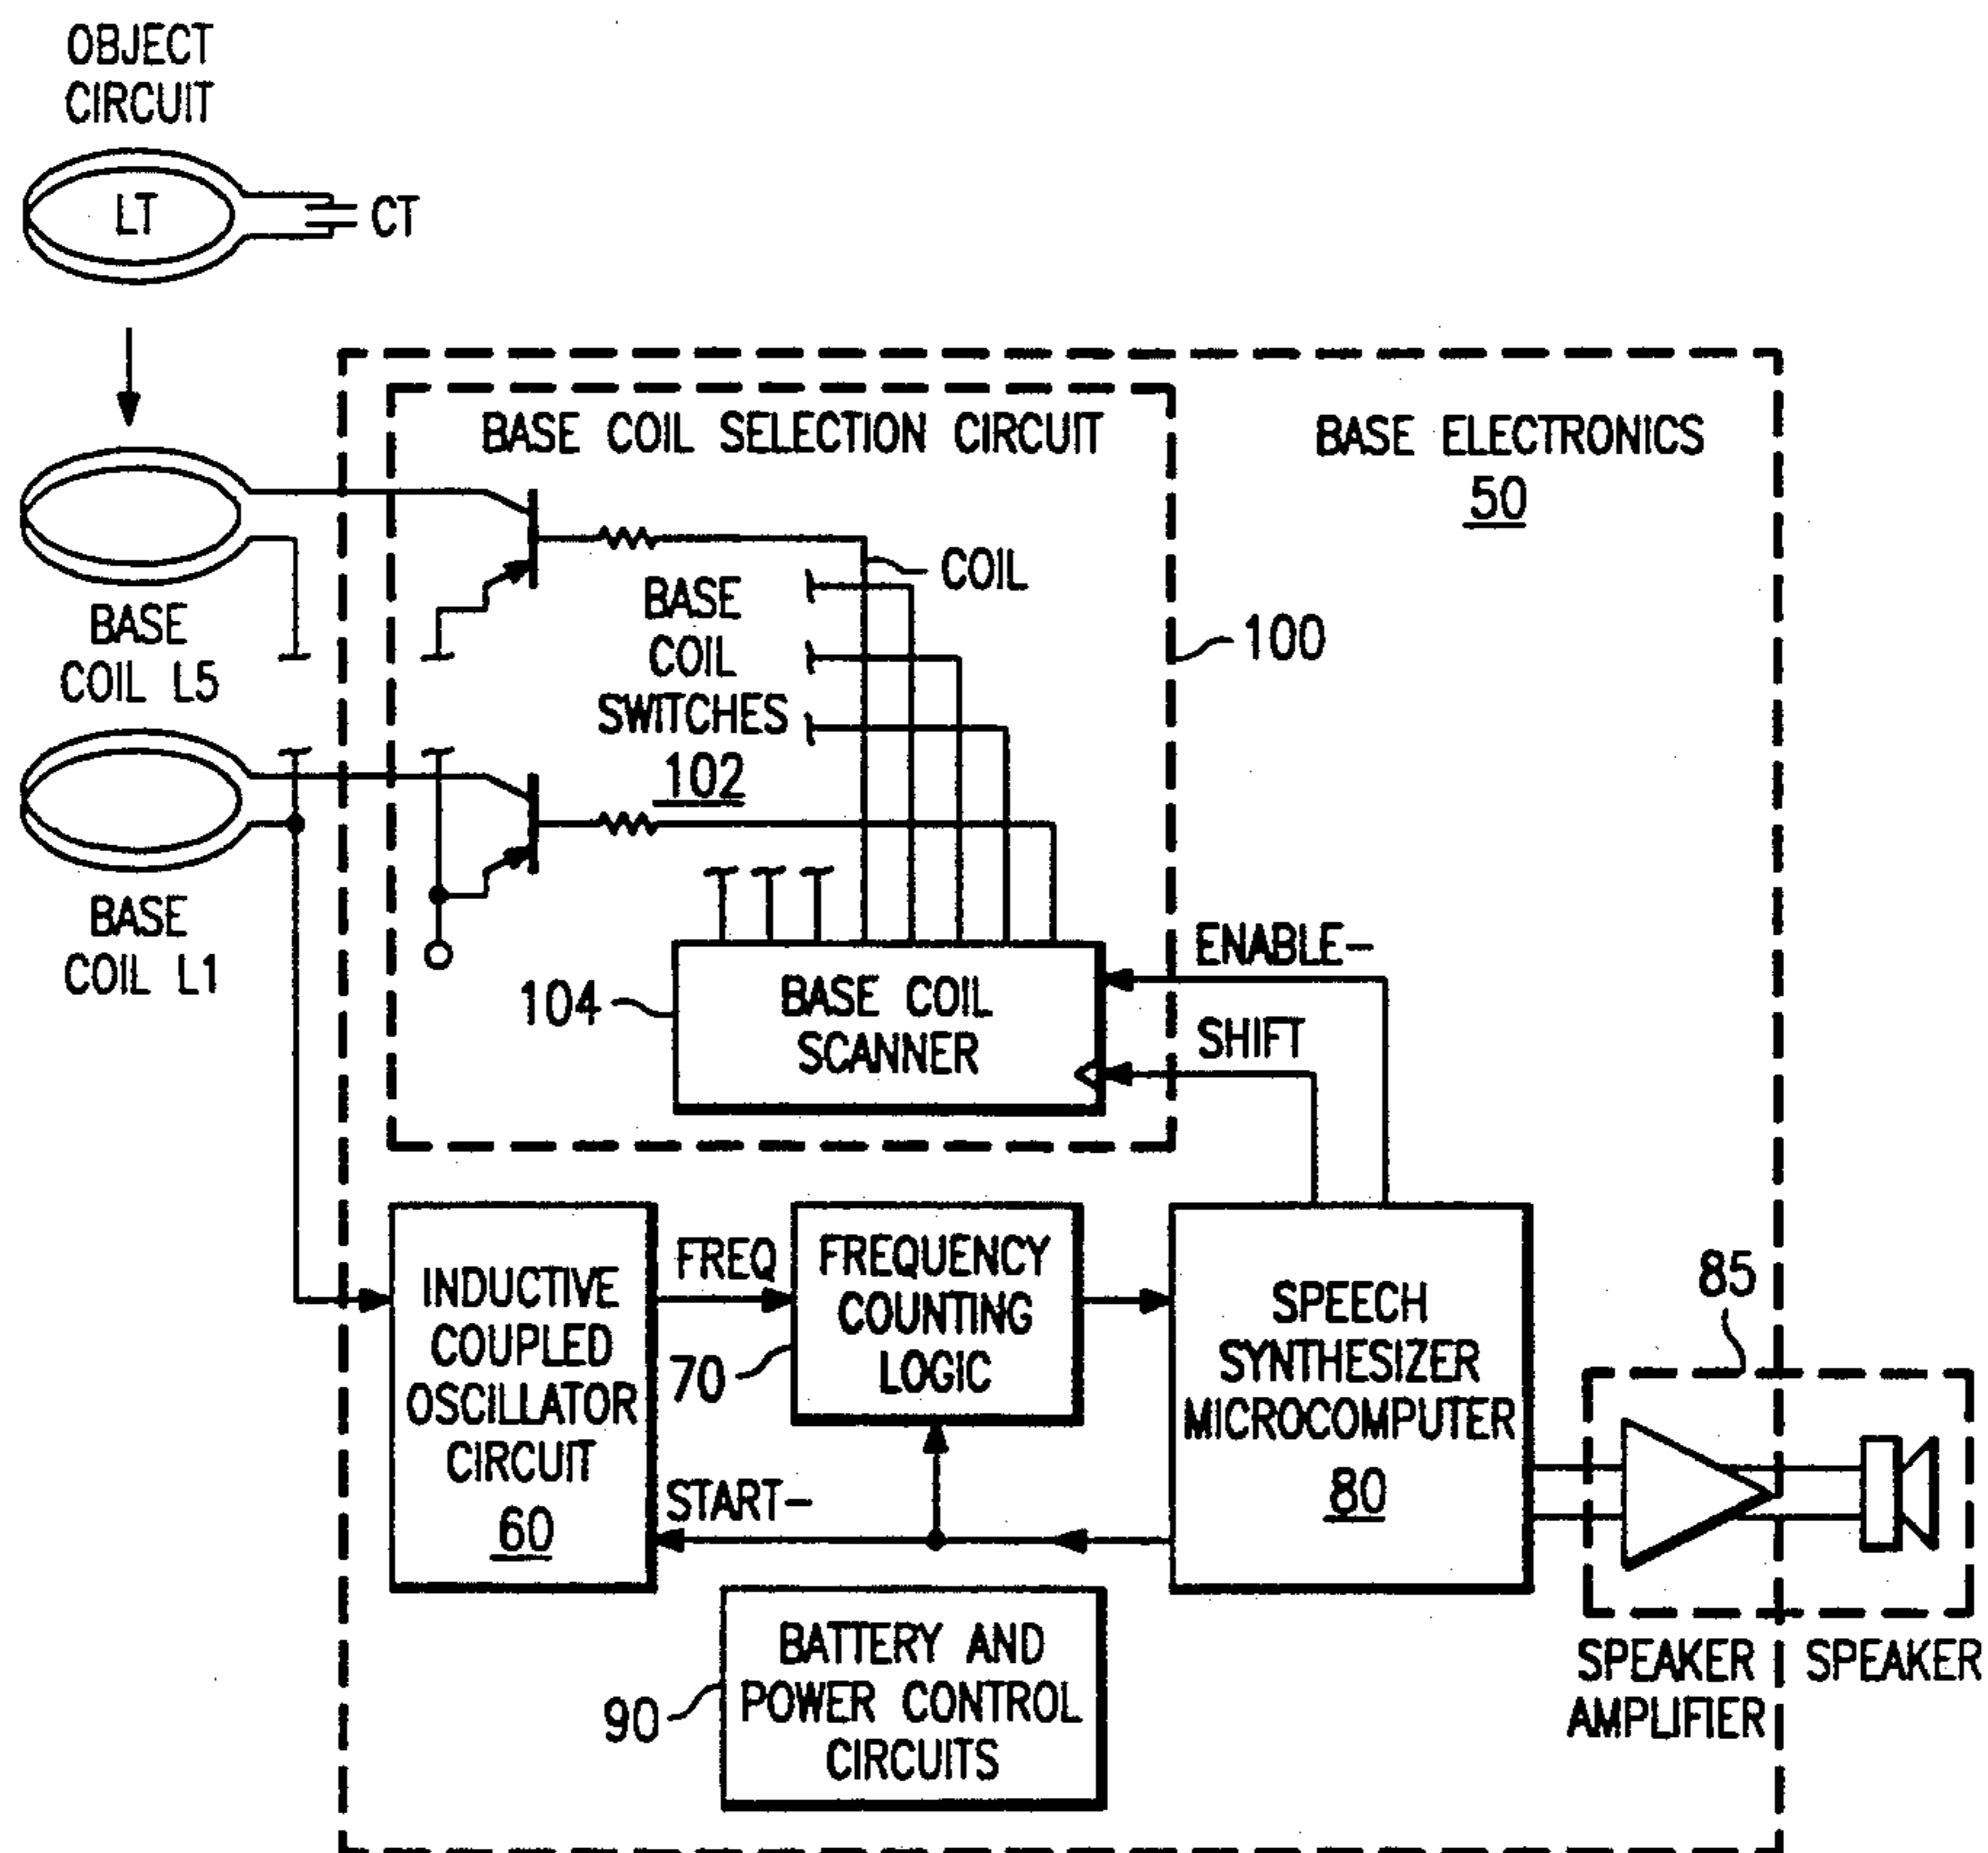 OBJECT
CIRCUIT
LT
CT
BASE COIL SELECTION CIRCUIT
BASE ELECTRONICS
50
COIL
BASE
COIL
SWITCHES
102
100
BASE
COIL L5
BASE
COIL L1
ENABLE-
104
BASE COIL
SCANNER
SHIFT
INDUCTIVE
COUPLED
OSCILLATOR
CIRCUIT
60
FREQ
FREQUENCY
COUNTING
LOGIC
70
START-
SPEECH
SYNTHESIZER
MICROCOMPUTER
80
85
SPEAKER
AMPLIFIER
SPEAKER
BATTERY AND
POWER CONTROL
CIRCUITS
90